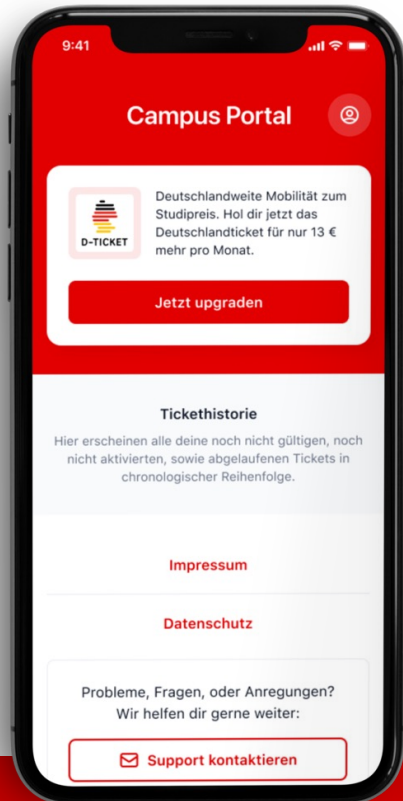 9:41
Campus Portal
D-TICKET
Deutschlandweite Mobilität zum
Studipreis. Hol dir jetzt das
Deutschlandticket für nur 13 €
mehr pro Monat.
Jetzt upgraden
Tickethistorie
Hier erscheinen alle deine noch nicht gültigen, noch
nicht aktivierten, sowie abgelaufenen Tickets in
chronologischer Reihenfolge.
Impressum
Datenschutz
Probleme, Fragen, oder Anregungen?
Wir helfen dir gerne weiter:
Support kontaktieren